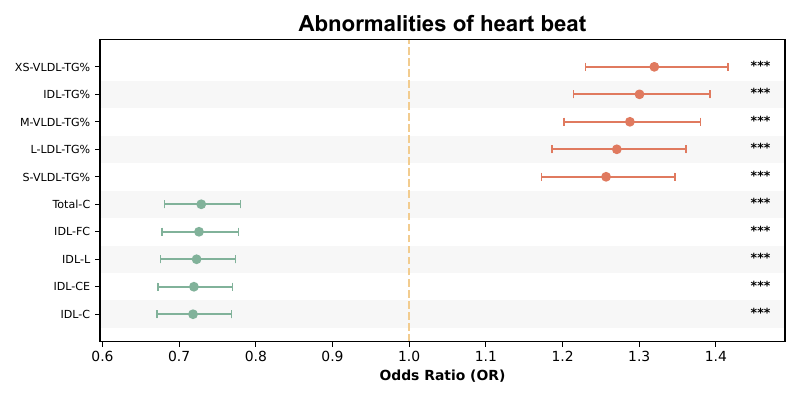 Abnormalities of heart beat
XS-VLDL-TG% ***
IDL-TG% ***
M-VLDL-TG% ***
L-LDL-TG% ***
S-VLDL-TG% ***
Total-C ***
IDL-FC ***
IDL-L ***
IDL-CE ***
IDL-C ***
0.6 0.7 0.8 0.9 1.0 1.1 1.2 1.3 1.4
Odds Ratio (OR)